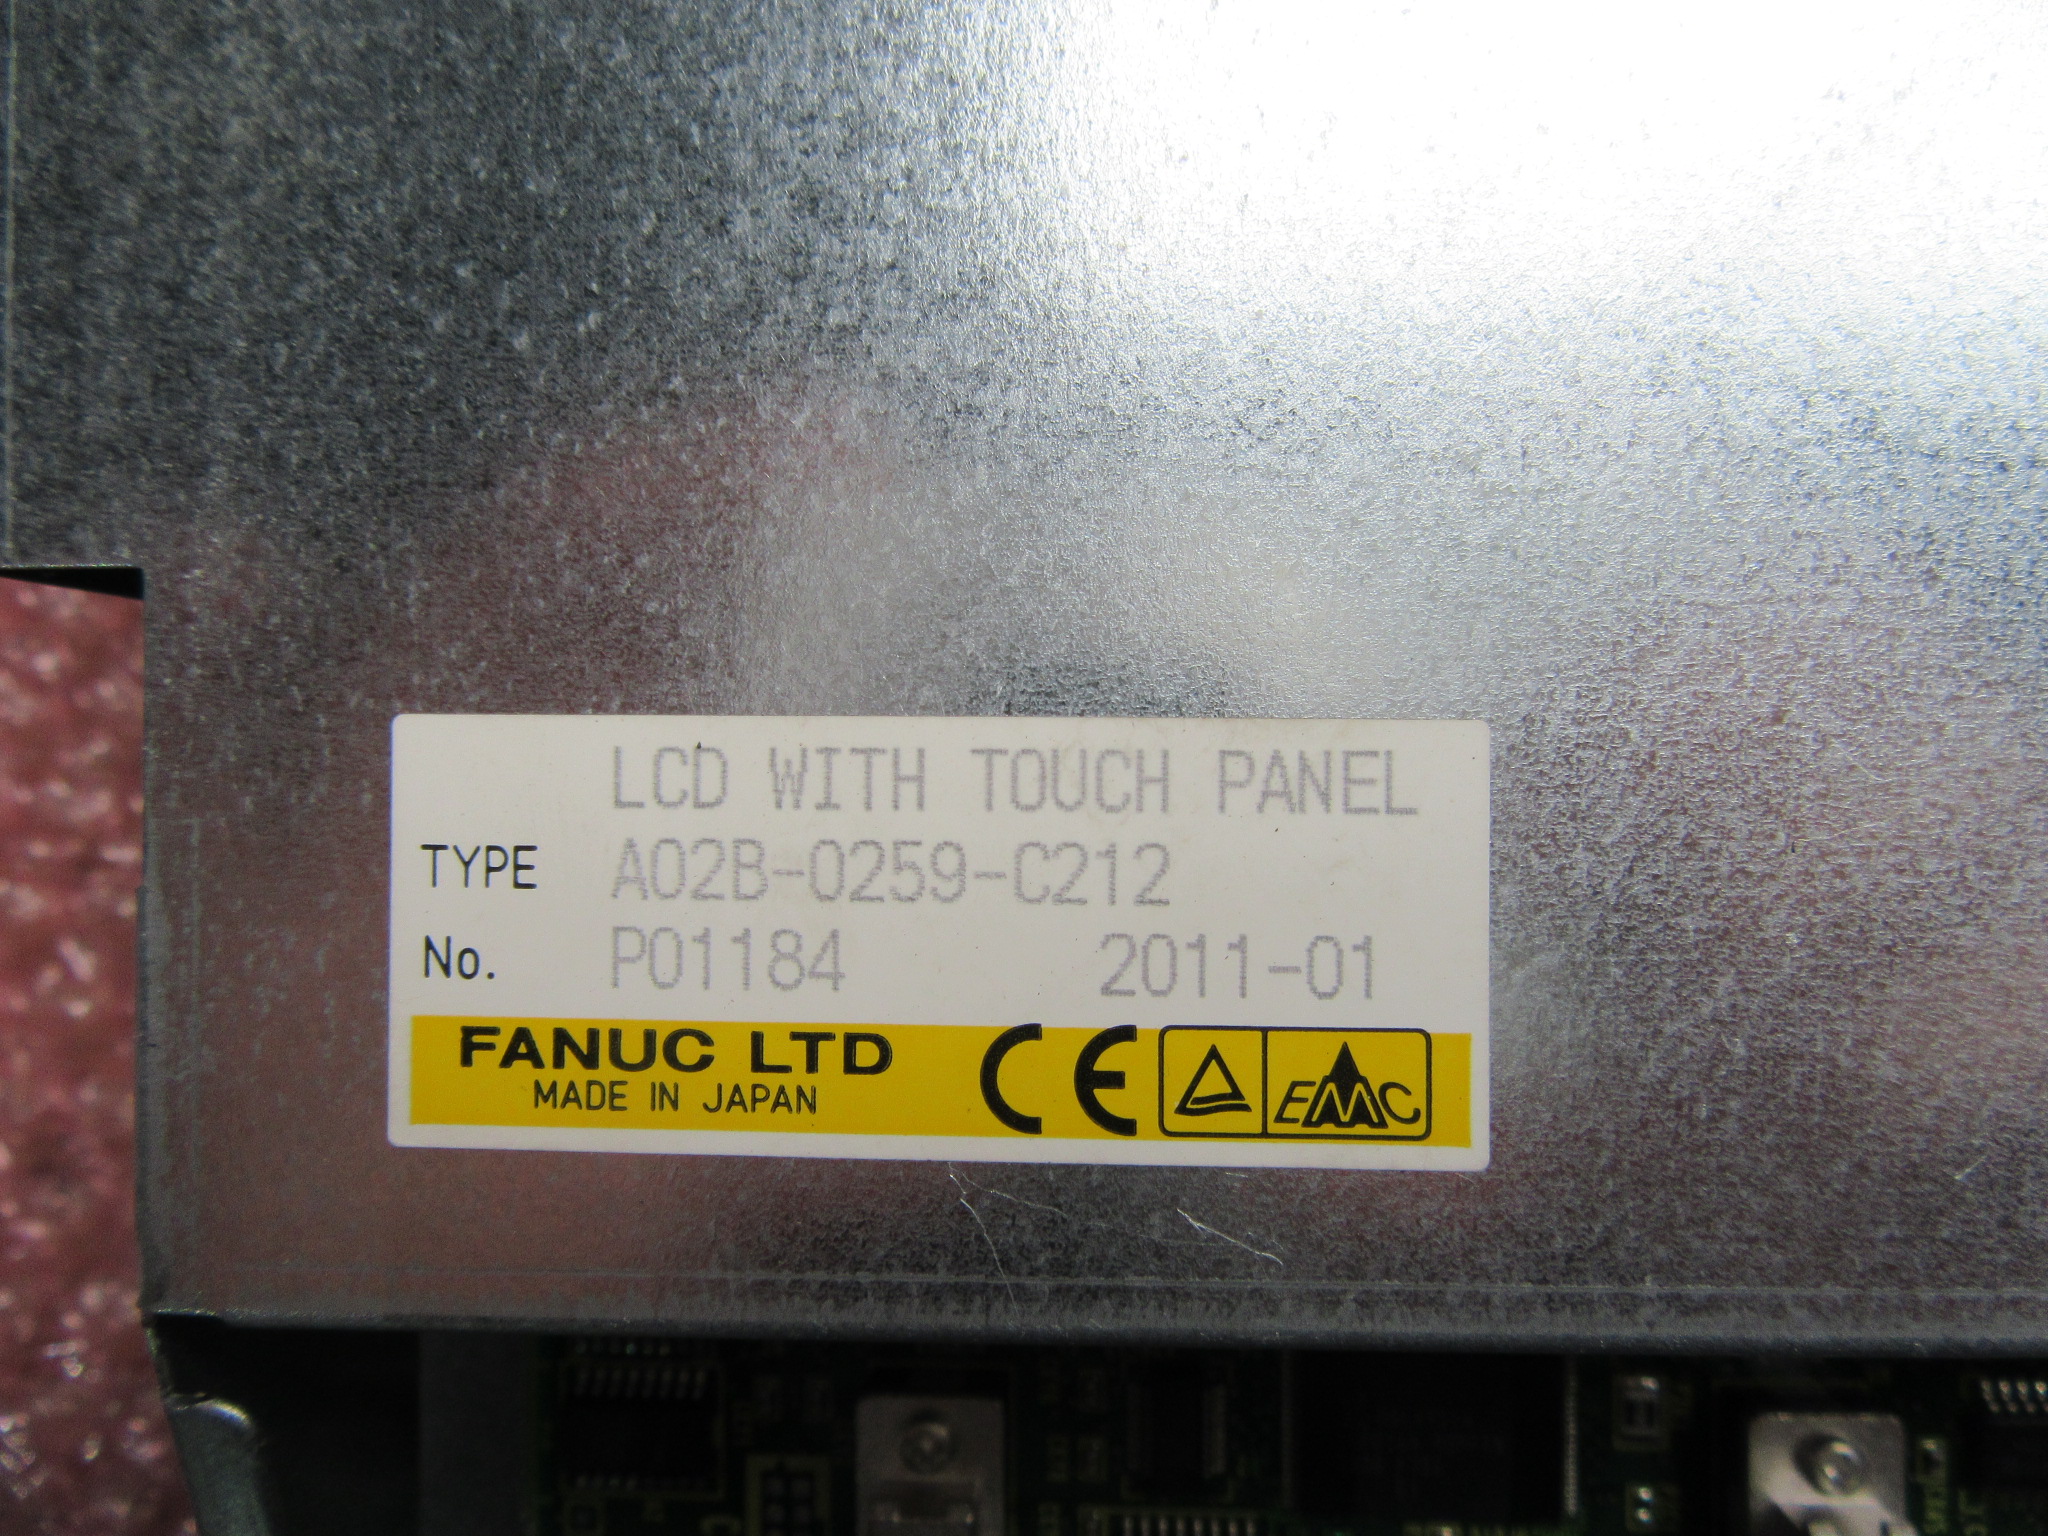 LCD WITH TOUCH PANEL
TYPE A02B-0259-C212
No. P01184 2011-01
FANUC LTD CE EMC
MADE IN JAPAN